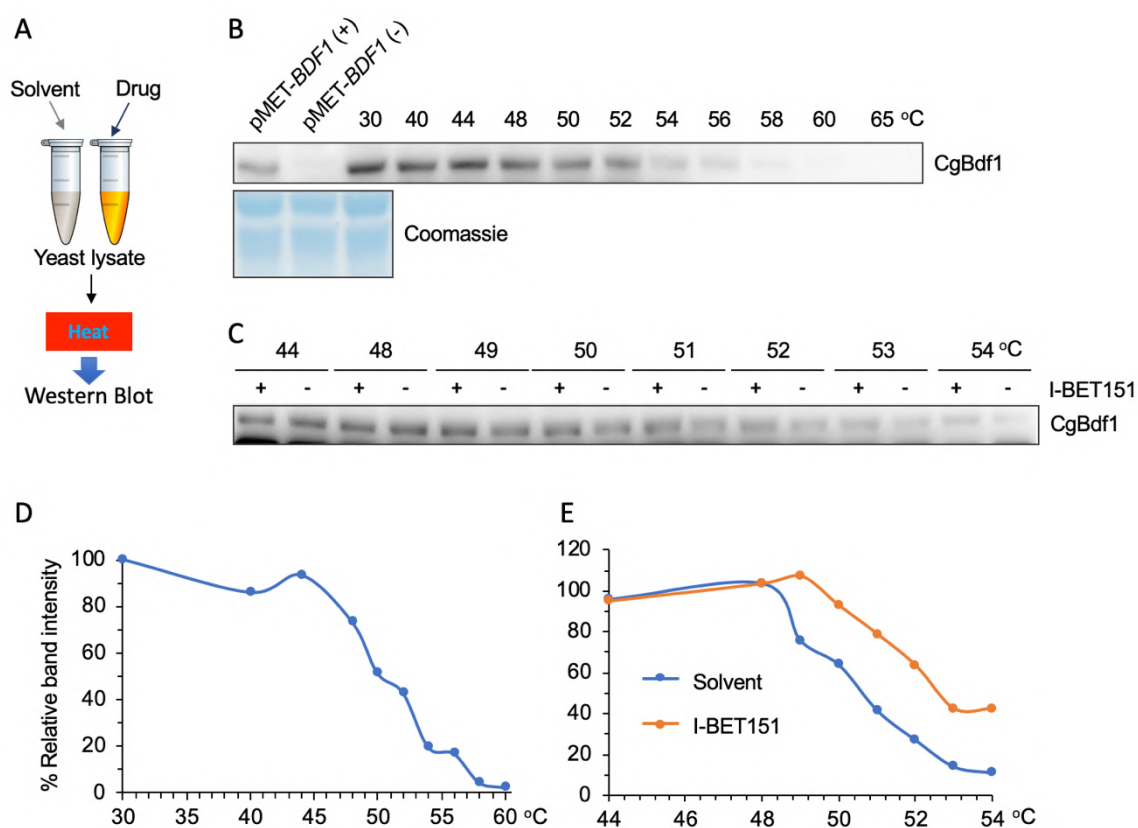 A
Solvent Drug
Yeast lysate
Heat
Western Blot
B
pMET-BDF1 (+) pMET-BDF1 (-) 30 40 44 48 50 52 54 56 58 60 65 °C
CgBdf1
Coomassie
C
44 48 49 50 51 52 53 54 °C
+ - + - + - + - + - + - + - + - I-BET151
CgBdf1
D
% Relative band intensity
100
80
60
40
20
0
30 35 40 45 50 55 60 °C
E
120
100
80
60
40
20
0
Solvent
I-BET151
44 46 48 50 52 54 °C